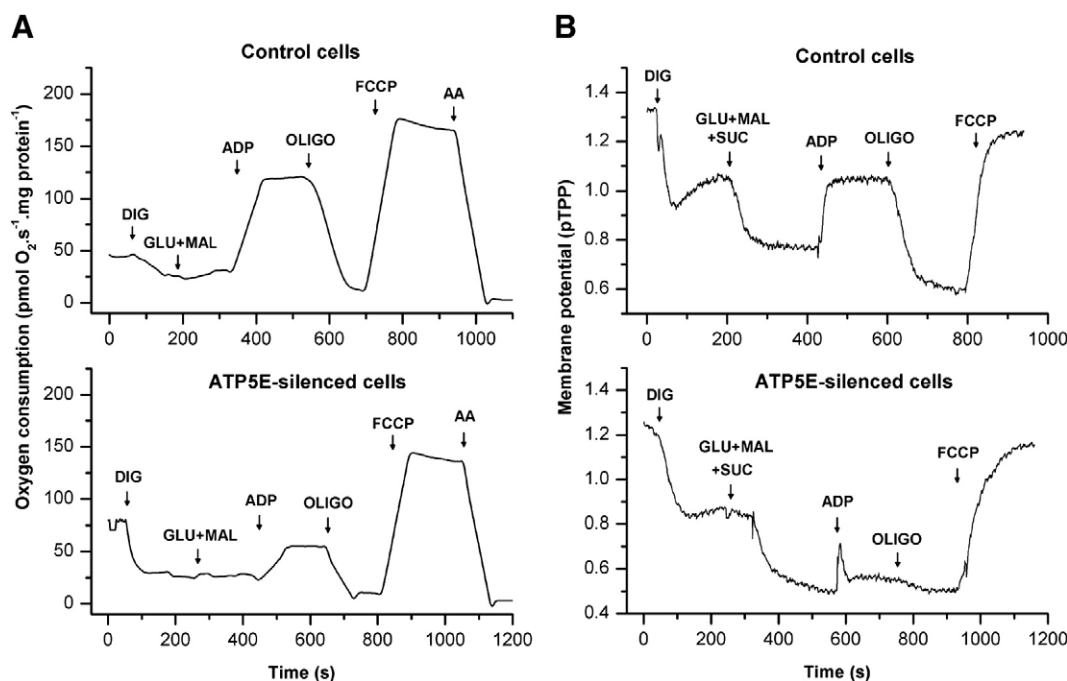 A
Control cells
Oxygen consumption (pmol O₂.s⁻¹.mg protein⁻¹)
200
150
100
50
0
DIG
GLU+MAL
ADP
OLIGO
FCCP
AA
0 200 400 600 800 1000
ATP5E-silenced cells
200
150
100
50
0
DIG
GLU+MAL
ADP
OLIGO
FCCP
AA
0 200 400 600 800 1000 1200
Time (s)
B
Control cells
Membrane potential (pTPP)
1.4
1.2
1.0
0.8
0.6
DIG
GLU+MAL
+SUC
ADP
OLIGO
FCCP
0 200 400 600 800 1000
ATP5E-silenced cells
1.4
1.2
1.0
0.8
0.6
0.4
DIG
GLU+MAL
+SUC
ADP
OLIGO
FCCP
0 200 400 600 800 1000 1200
Time (s)